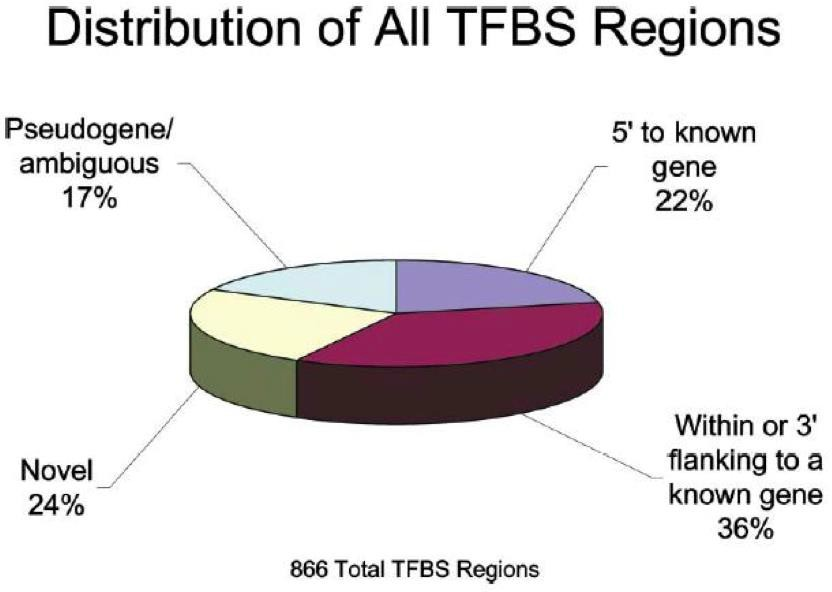 Distribution of All TFBS Regions
Pseudogene/
ambiguous
17%
5' to known
gene
22%
Novel
24%
Within or 3'
flanking to a
known gene
36%
866 Total TFBS Regions